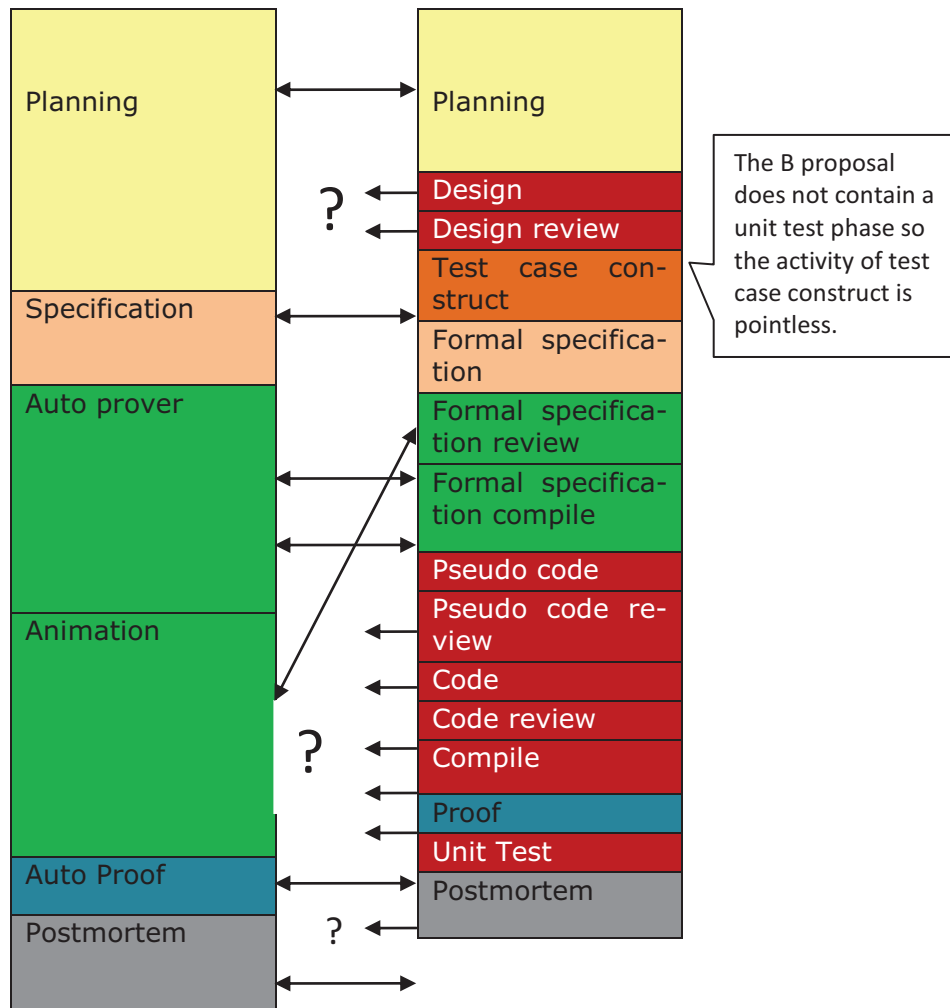 Planning
Specification
Auto prover
Animation
Auto Proof
Postmortem
?
?
?
Planning
Design
Design review
Test case con-
struct
Formal specifica-
tion
Formal specifica-
tion review
Formal specifica-
tion compile
Pseudo code
Pseudo code re-
view
Code
Code review
Compile
Proof
Unit Test
Postmortem
The B proposal
does not contain a
unit test phase so
the activity of test
case construct is
pointless.